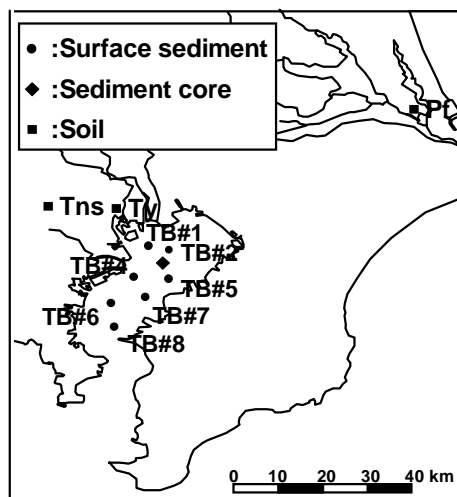 :Surface sediment
:Sediment core
:Soil
Pf
Tns
Ty
TB#1
TB#2
TB#4
TB#5
TB#6
TB#7
TB#8
0 10 20 30 40 km